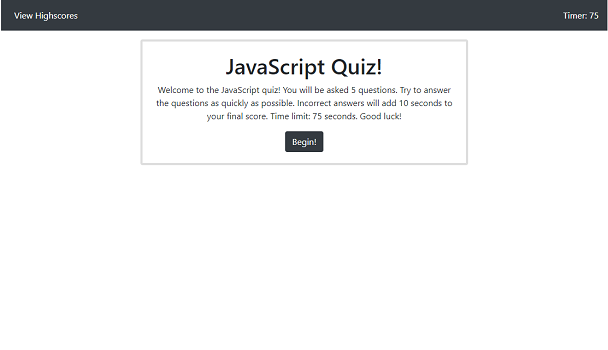 View Highscores
Timer: 75
JavaScript Quiz!
Welcome to the JavaScript quiz! You will be asked 5 questions. Try to answer
the questions as quickly as possible. Incorrect answers will add 10 seconds to
your final score. Time limit: 75 seconds. Good luck!
Begin!